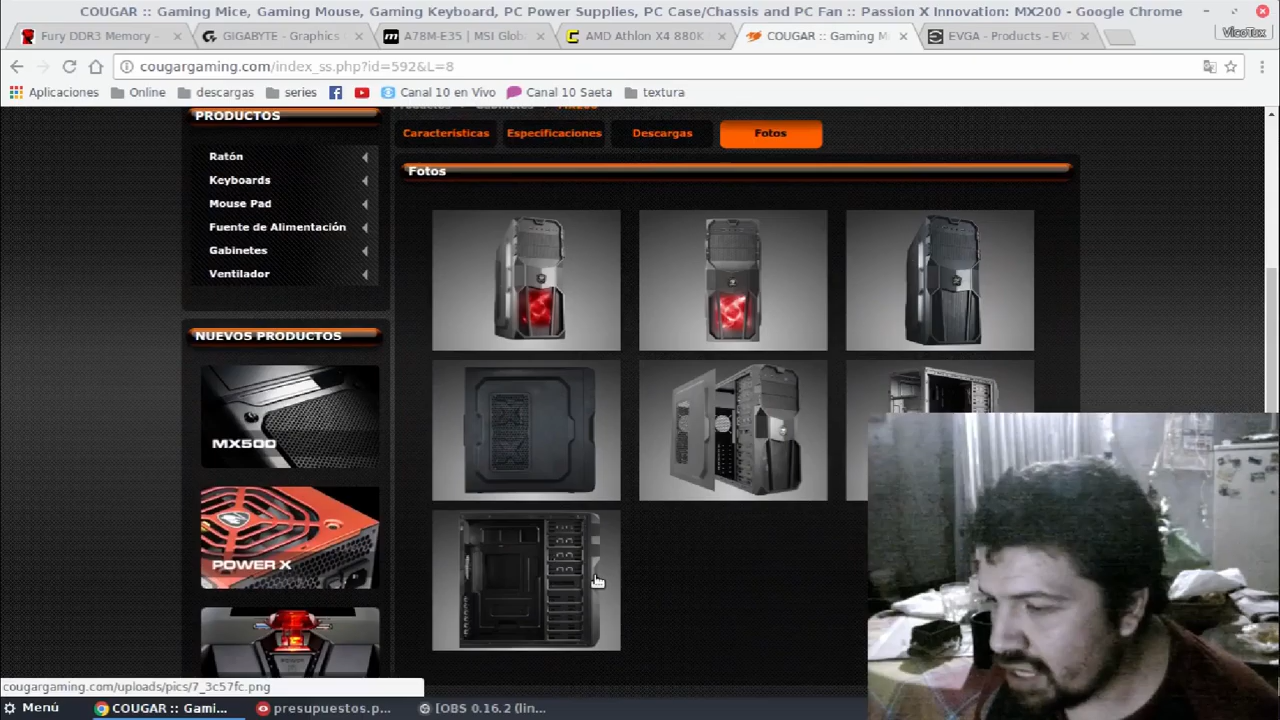 COUGAR :: Gaming Mice, Gaming Mouse, Gaming Keyboard, PC Power Supplies, PC Case/Chassis and PC Fan :: Passion X Innovation: MX200 - Google Chrome
Fury DDR3 Memory -
GIGABYTE - Graphics
A78M-E35 | MSI Glob
AMD Athlon X4 880K
COUGAR :: Gaming M
EVGA - Products - EV
VicoTux
cougargaming.com/index_ss.php?id=592&L=8
Aplicaciones
Online
descargas
series
Canal 10 en Vivo
Canal 10 Saeta
textura
PRODUCTOS
Ratón
Keyboards
Mouse Pad
Fuente de Alimentación
Gabinetes
Ventilador
NUEVOS PRODUCTOS
MX500
POWER X
Productos
Gabinetes
MX200
Características
Especificaciones
Descargas
Fotos
Fotos
cougargaming.com/uploads/pics/7_3c57fc.png
Menú
COUGAR :: Gami...
presupuestos.p...
[OBS 0.16.2 (lin...